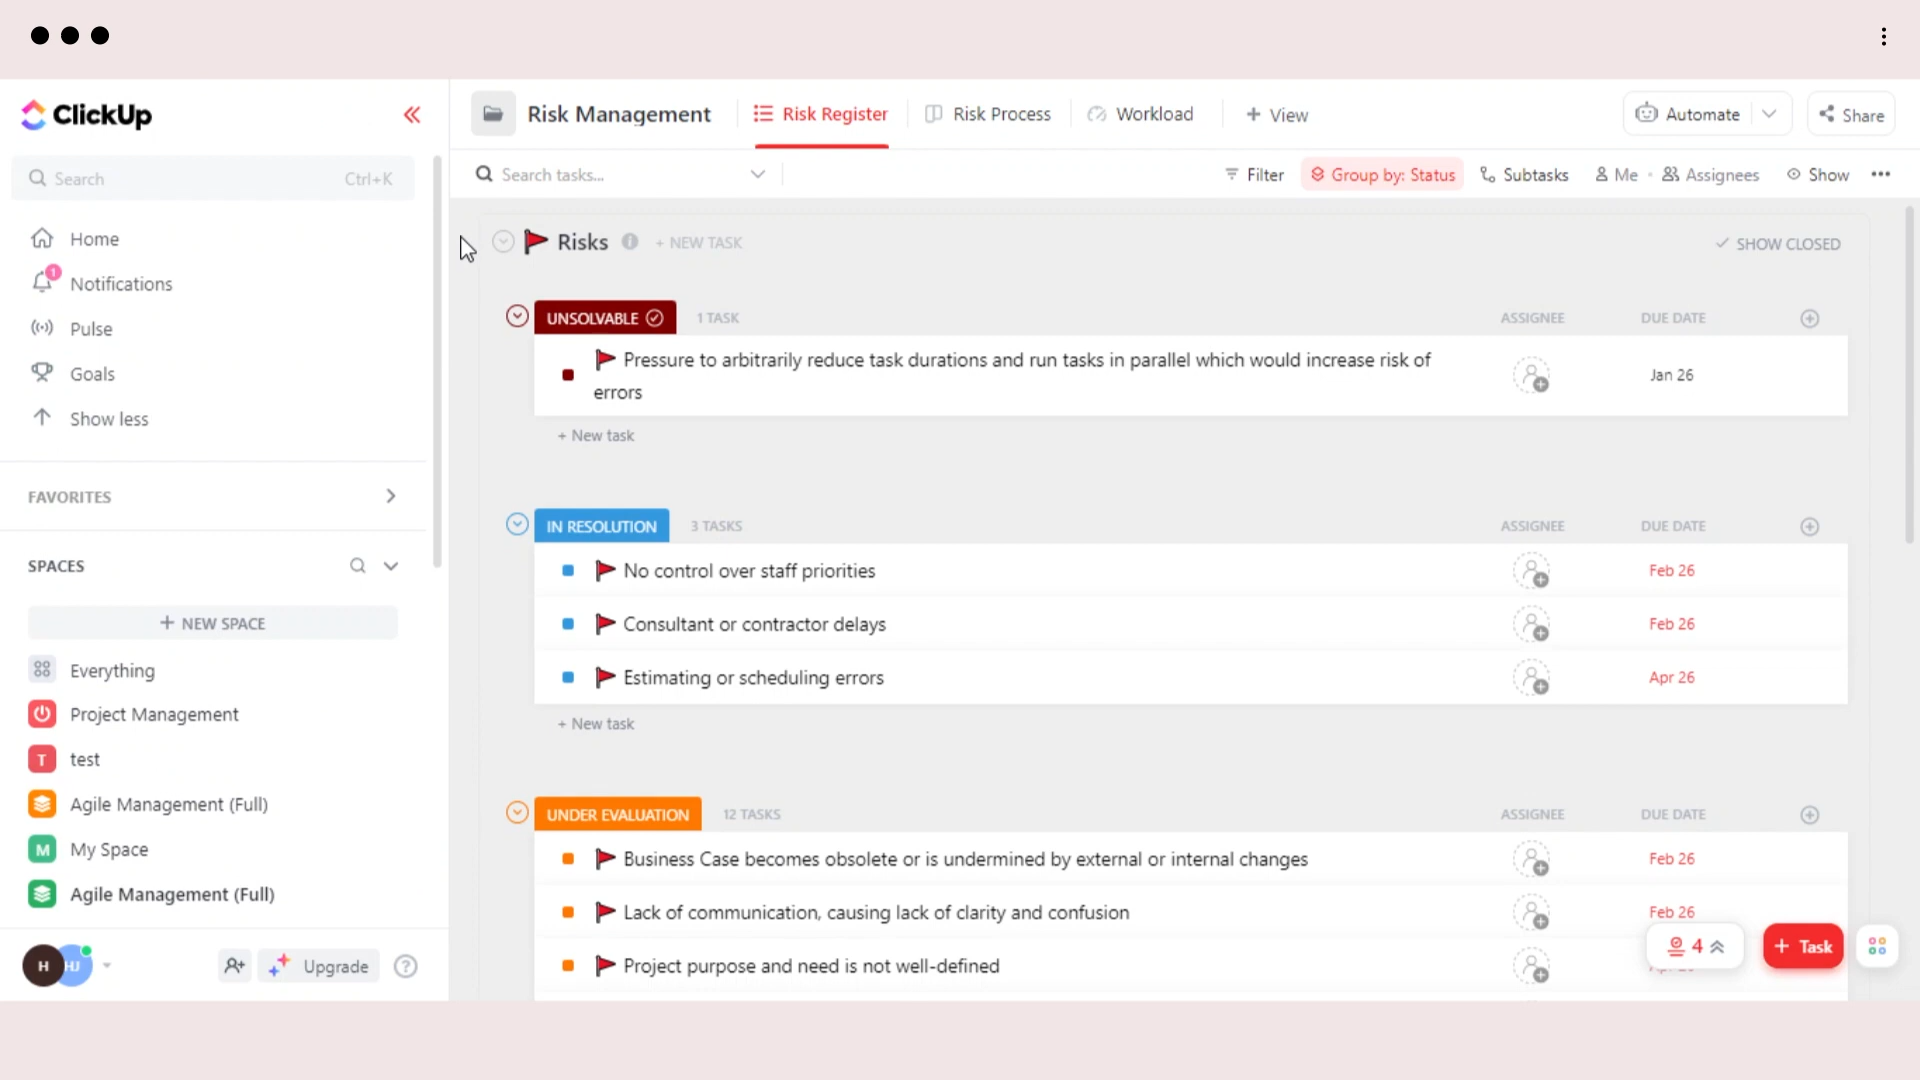 ClickUp
Risk Management
Risk Register
Risk Process
Workload
+ View
Automate
Share
Search
Ctrl+K
Search tasks...
Filter
Group by: Status
Subtasks
Me
Assignees
Show
Home
1
Notifications
Pulse
Goals
Show less
FAVORITES
SPACES
+ NEW SPACE
Everything
Project Management
T
test
Agile Management (Full)
M
My Space
Agile Management (Full)
H
HJ
Upgrade
?
Risks
+ NEW TASK
SHOW CLOSED
UNSOLVABLE
1 TASK
ASSIGNEE
DUE DATE
Pressure to arbitrarily reduce task durations and run tasks in parallel which would increase risk of
errors
Jan 26
+ New task
IN RESOLUTION
3 TASKS
ASSIGNEE
DUE DATE
No control over staff priorities
Feb 26
Consultant or contractor delays
Feb 26
Estimating or scheduling errors
Apr 26
+ New task
UNDER EVALUATION
12 TASKS
ASSIGNEE
DUE DATE
Business Case becomes obsolete or is undermined by external or internal changes
Feb 26
Lack of communication, causing lack of clarity and confusion
Feb 26
Project purpose and need is not well-defined
4
+ Task